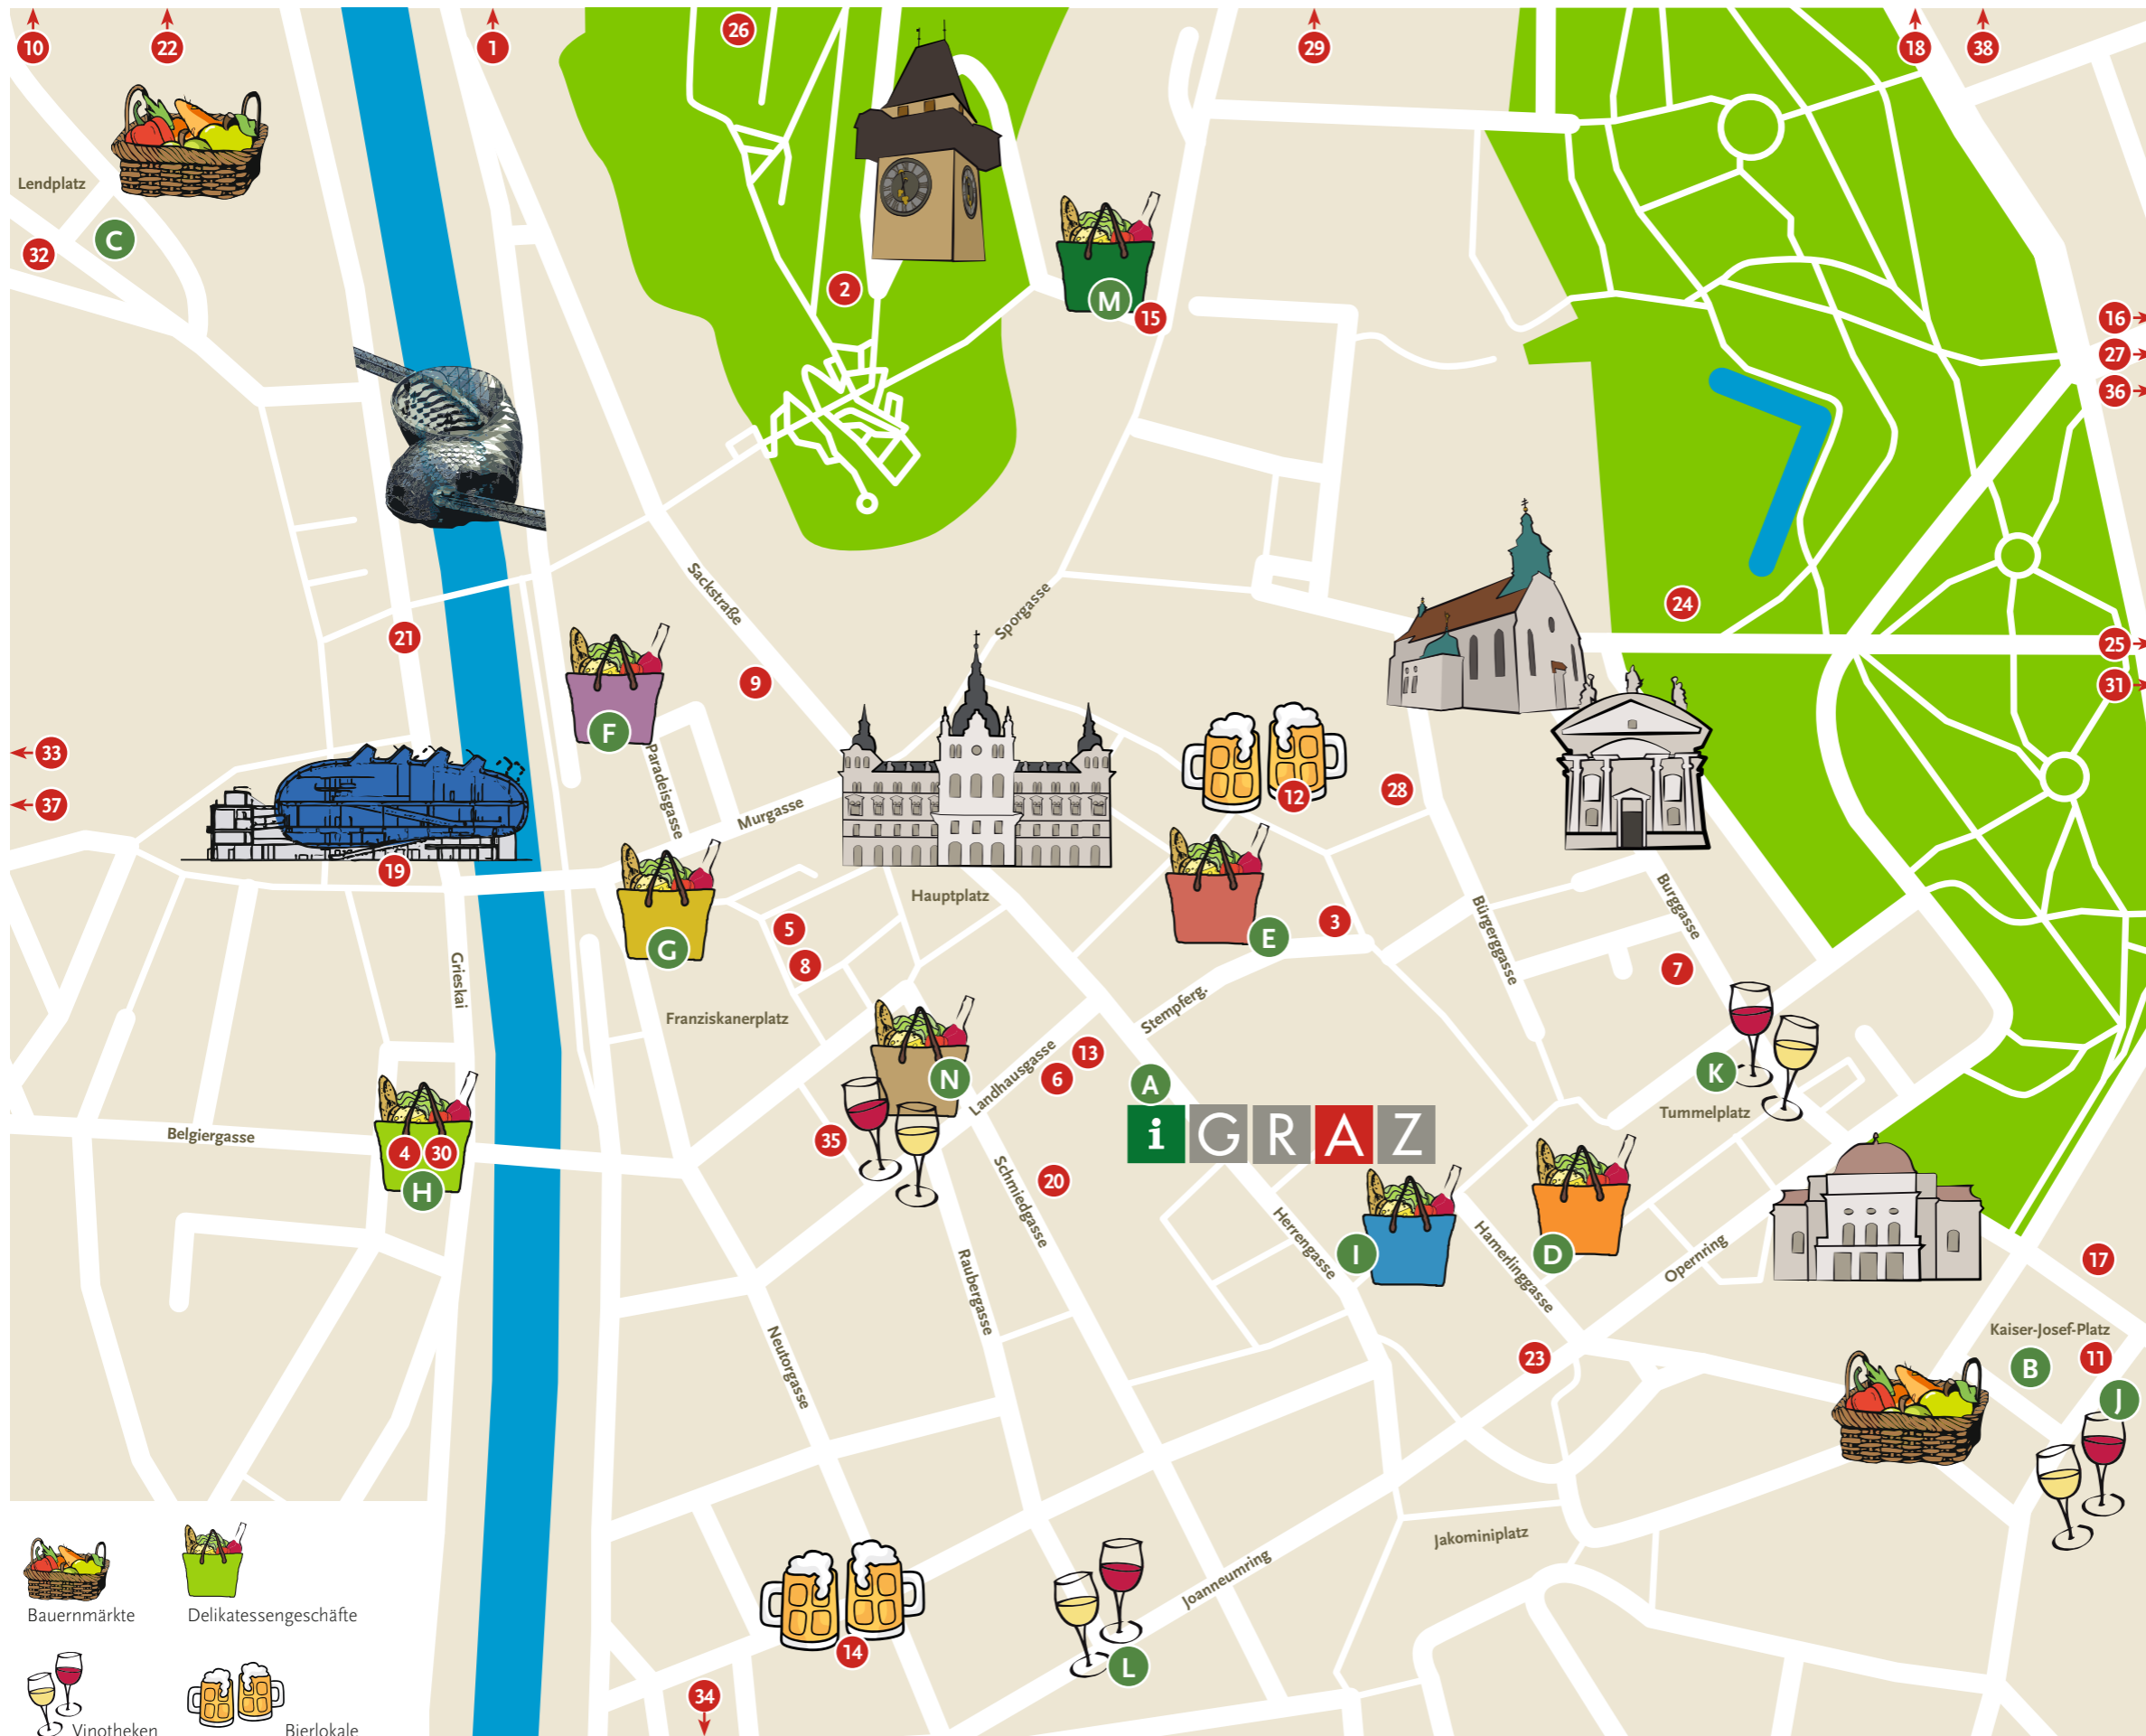 10
22
1
26
29
18
38
Lendplatz
C
32
2
M
15
16
27
36
Sackstraße
Sporgasse
24
21
25
9
31
F
33
37
Paradeisgasse
Murgasse
12
28
19
Hauptplatz
Burggasse
Bürgerggasse
5
3
E
G
8
7
Grieskai
Franziskanerplatz
Stempferg.
Landhausgasse
13
6
N
A
K
Tummelplatz
i GRAZ
Belgiergasse
4
30
H
35
20
Schmiedgasse
Herrengasse
I
Hamerlinggasse
D
Opernring
17
Raubergasse
Neutorgasse
23
Kaiser-Josef-Platz
B
11
J
Jakominiplatz
Joanneumring
14
L
34
Bauernmärkte
Delikatessengeschäfte
Vinotheken
Bierlokale